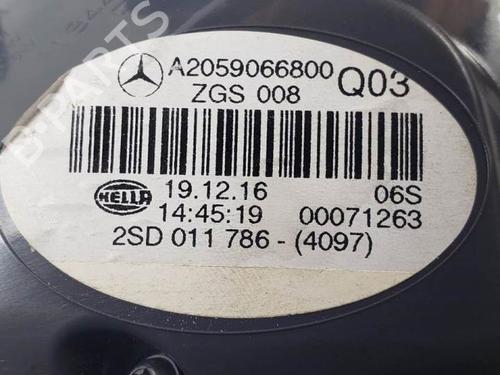 A2059066800 Q03
ZGS 008
HELLA
19.12.16 06S
14:45:19 00071263
2SD 011 786 - (4097)
B-PARTS